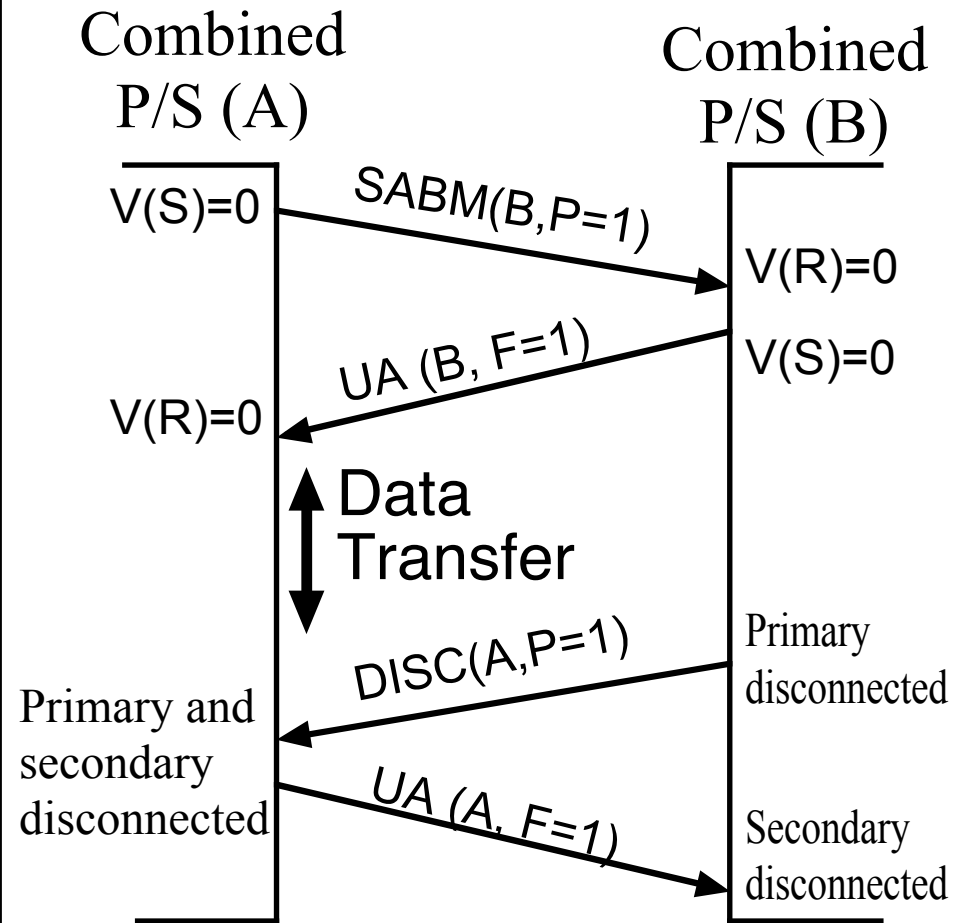 Combined
P/S (A)
Combined
P/S (B)
V(S)=0
SABM(B,P=1)
V(R)=0
UA (B, F=1)
V(S)=0
V(R)=0
Data
Transfer
DISC(A,P=1)
Primary
disconnected
Primary and
secondary
disconnected
UA (A, F=1)
Secondary
disconnected